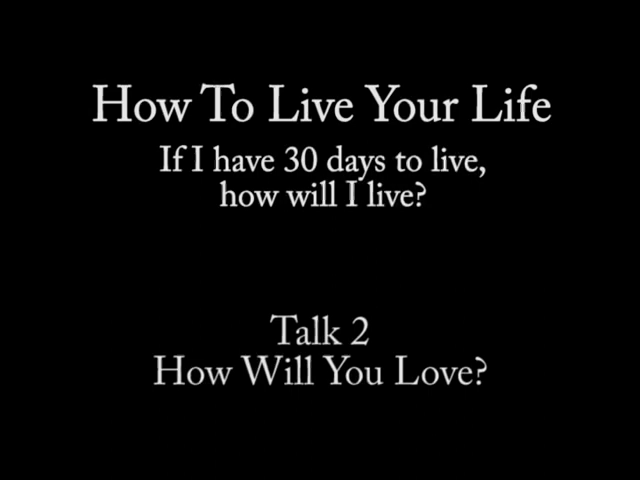 How To Live Your Life
If I have 30 days to live,
how will I live?
Talk 2
How Will You Love?